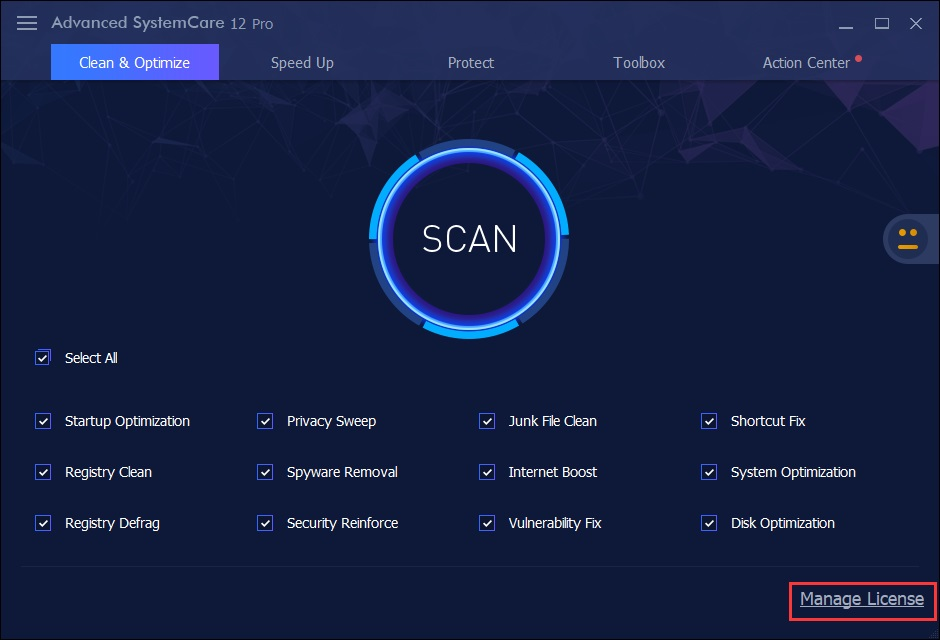 Advanced SystemCare 12 Pro
Clean & Optimize
Speed Up
Protect
Toolbox
Action Center
SCAN
Select All
Startup Optimization
Privacy Sweep
Junk File Clean
Shortcut Fix
Registry Clean
Spyware Removal
Internet Boost
System Optimization
Registry Defrag
Security Reinforce
Vulnerability Fix
Disk Optimization
Manage License